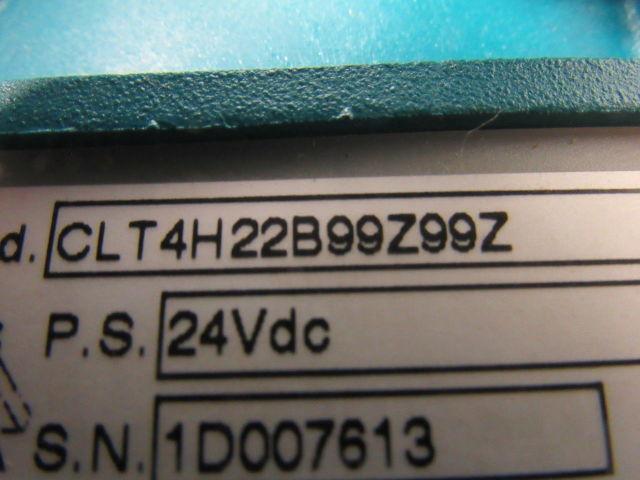 d. CLT4H22B99Z99Z
P.S. 24Vdc
S.N. 1D007613